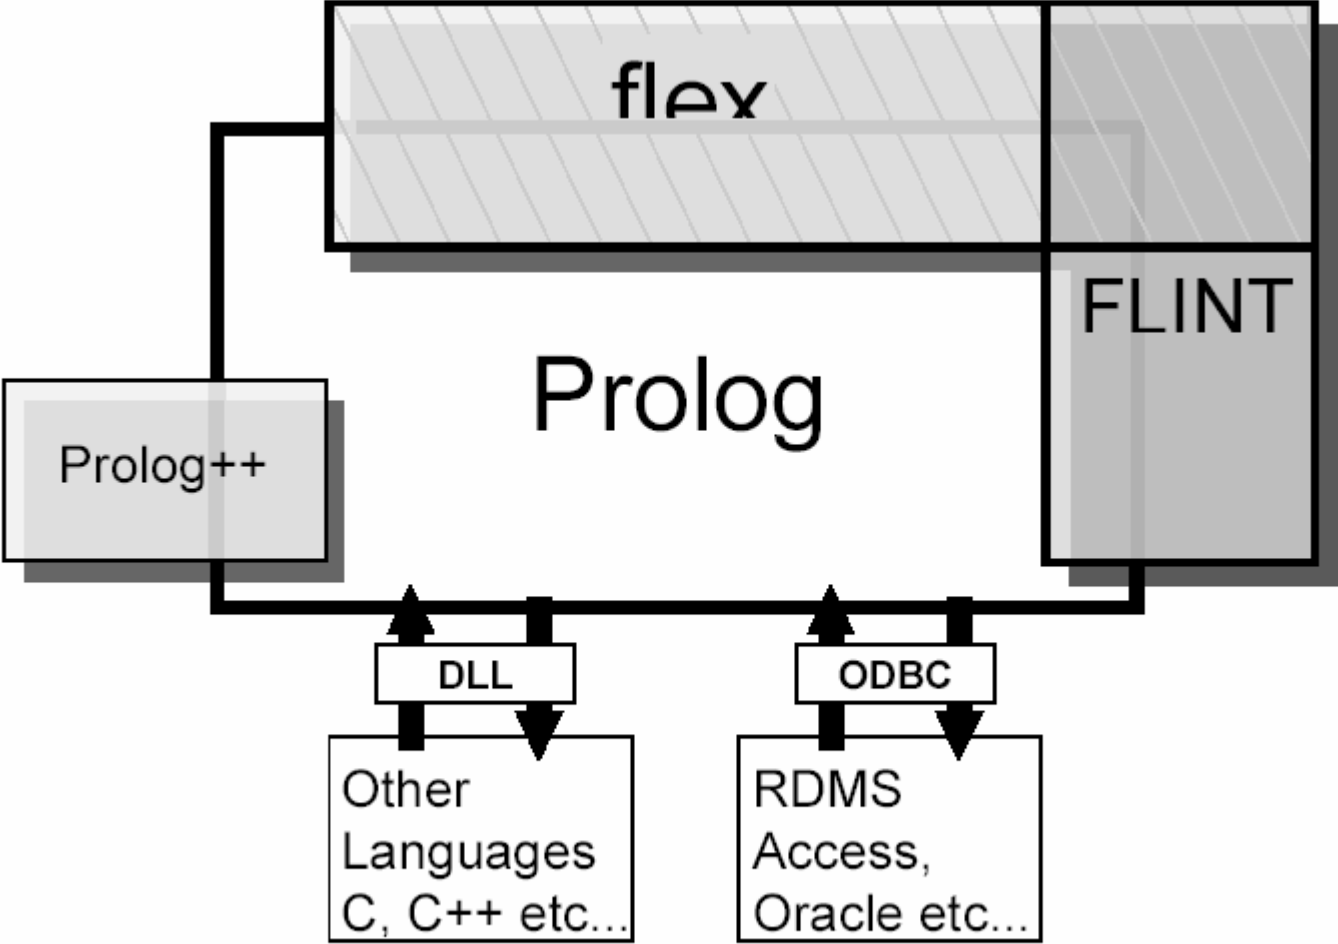 flex
FLINT
Prolog
Prolog++
DLL
ODBC
Other
Languages
C, C++ etc...
RDMS
Access,
Oracle etc...